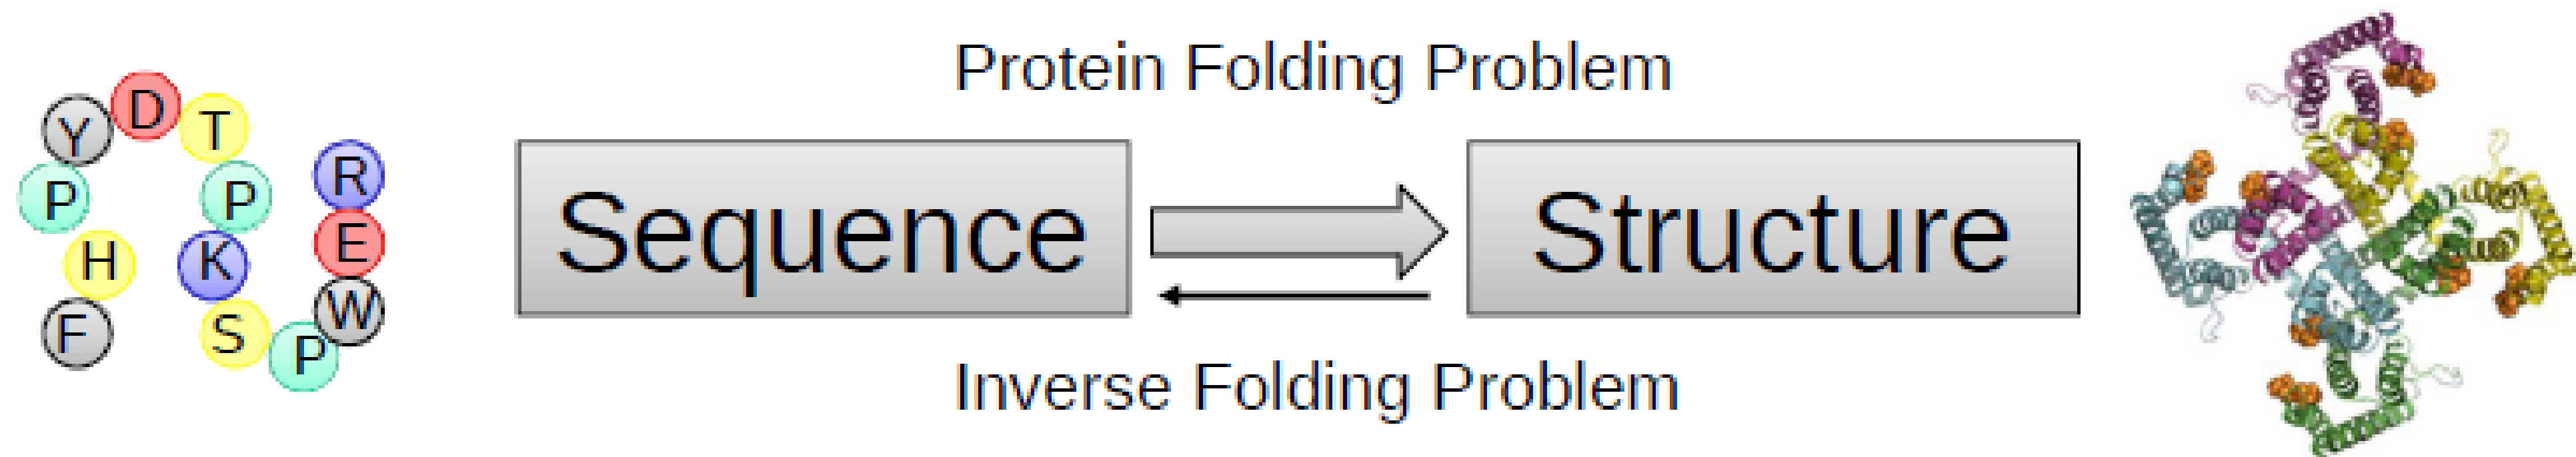 Protein Folding Problem
Y D T
P P R
H K E
F S P W
Sequence
Structure
Inverse Folding Problem